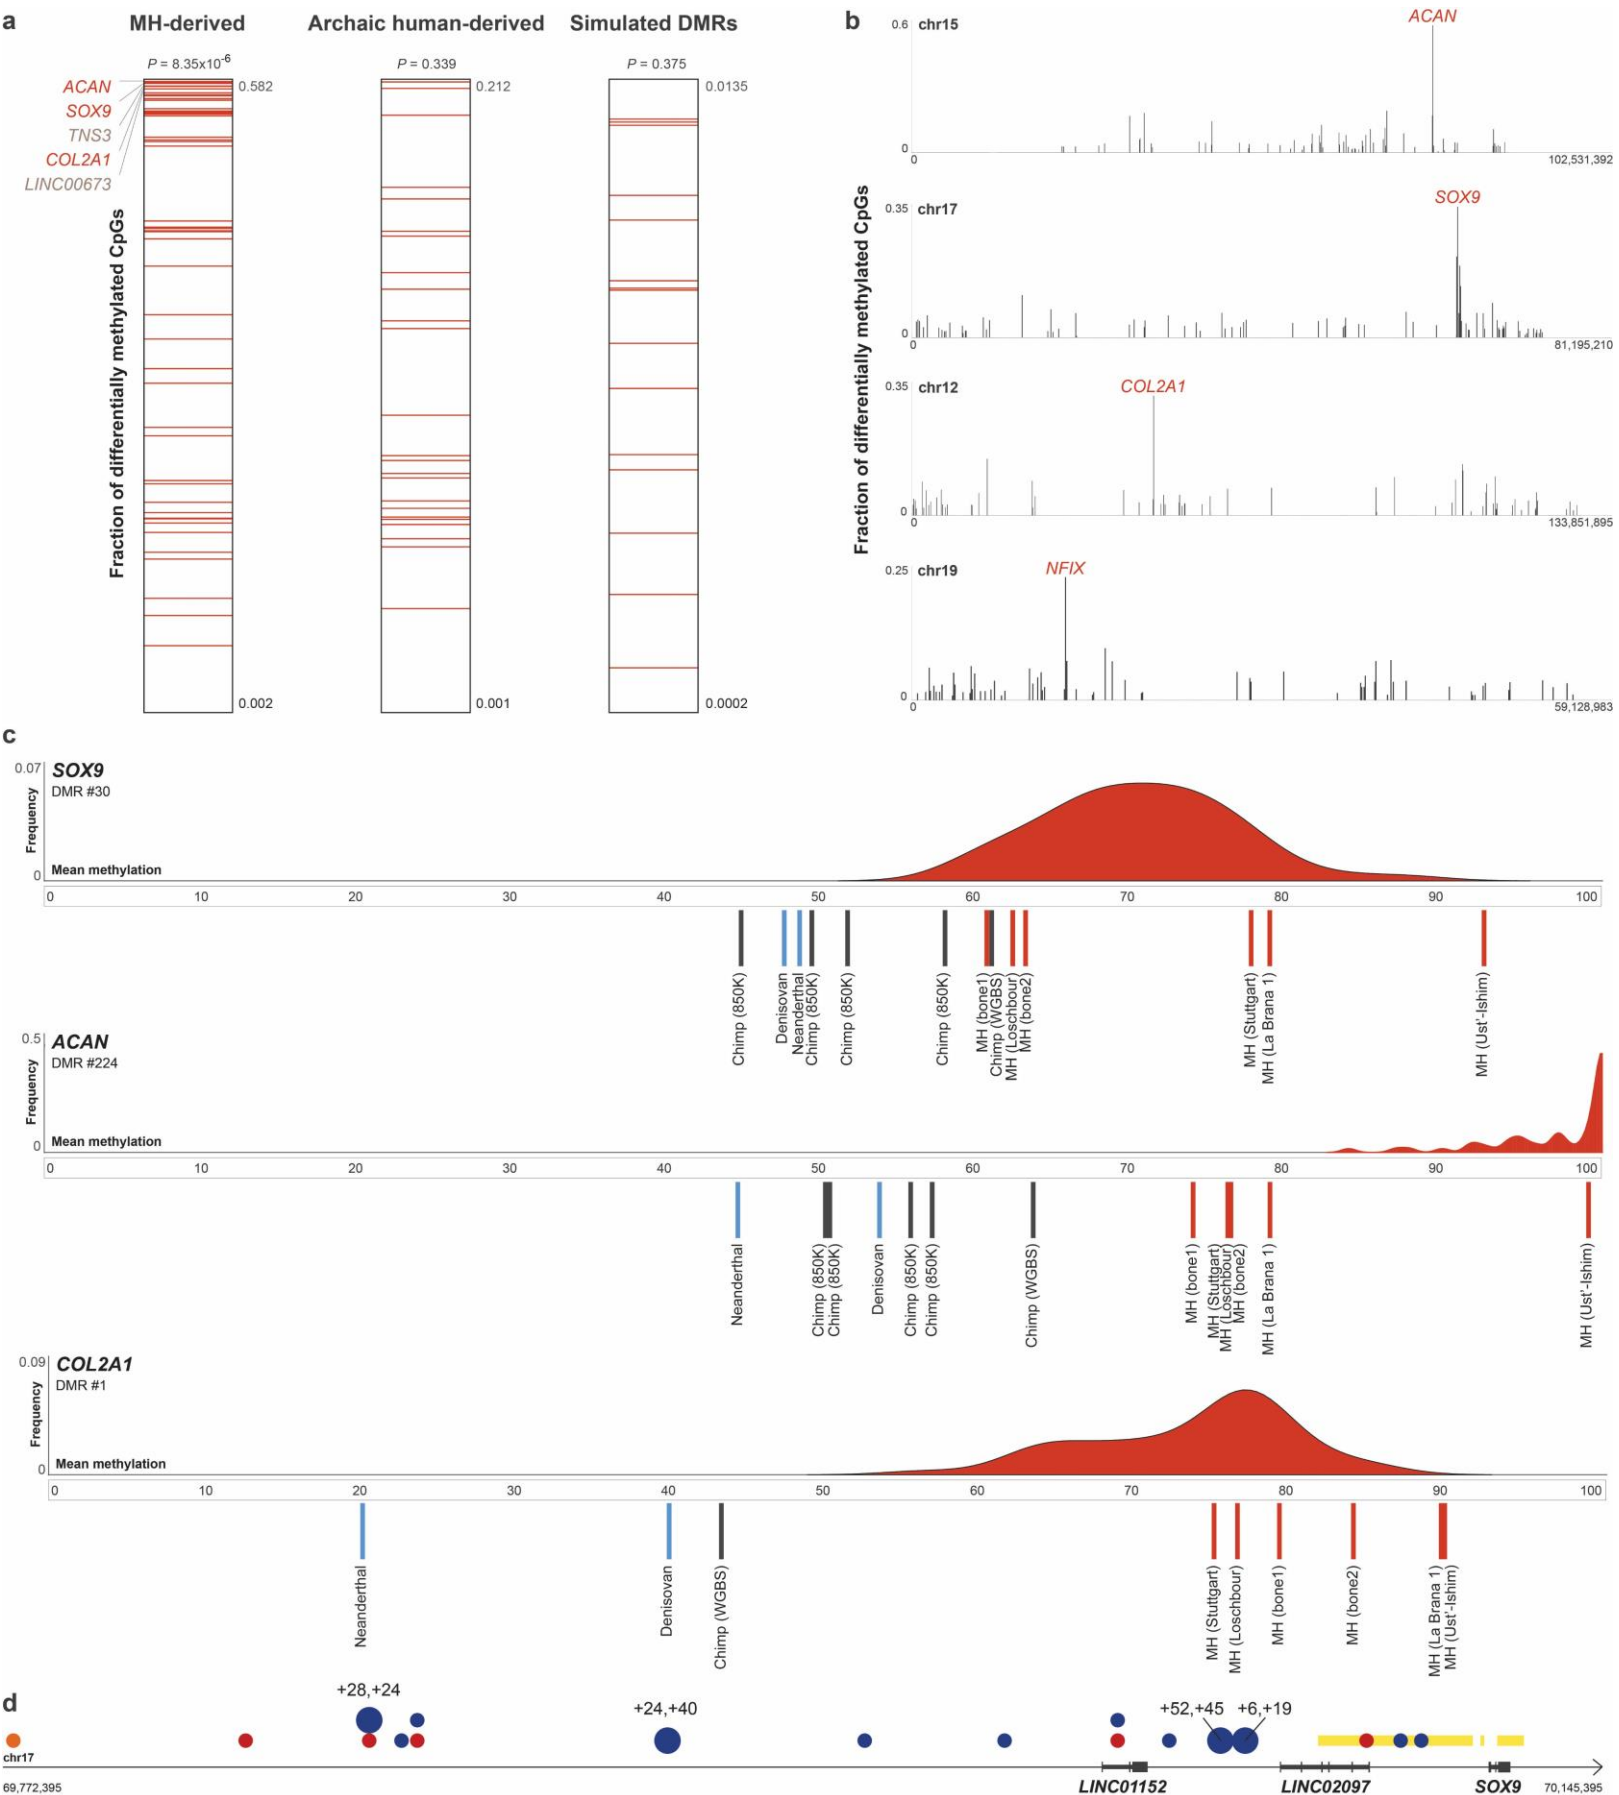 a
MH-derived
Archaic human-derived
Simulated DMRs
P = 8.35x10-6
P = 0.339
P = 0.375
ACAN
SOX9
TNS3
COL2A1
LINC00673
0.582
0.212
0.0135
Fraction of differentially methylated CpGs
0.002
0.001
0.0002
b
Fraction of differentially methylated CpGs
0.6
chr15
ACAN
0
0
102,531,392
0.35
chr17
SOX9
0
0
81,195,210
0.35
chr12
COL2A1
0
0
133,851,895
0.25
chr19
NFIX
0
0
59,128,983
c
0.07
SOX9
DMR #30
Frequency
0
Mean methylation
0 10 20 30 40 50 60 70 80 90 100
Chimp (850K)
Denisovan
Neanderthal
Chimp (850K)
Chimp (850K)
Chimp (850K)
MH (bone1)
Chimp (WGBS)
MH (Loschbour)
MH (bone2)
MH (Stuttgart)
MH (La Brana 1)
MH (Ust'-Ishim)
0.5
ACAN
DMR #224
Frequency
0
Mean methylation
0 10 20 30 40 50 60 70 80 90 100
Neanderthal
Chimp (850K)
Chimp (850K)
Denisovan
Chimp (850K)
Chimp (850K)
Chimp (WGBS)
MH (bone1)
MH (Stuttgart)
MH (Loschbour)
MH (bone2)
MH (La Brana 1)
MH (Ust'-Ishim)
0.09
COL2A1
DMR #1
Frequency
0
Mean methylation
0 10 20 30 40 50 60 70 80 90 100
Neanderthal
Denisovan
Chimp (WGBS)
MH (Stuttgart)
MH (Loschbour)
MH (bone1)
MH (bone2)
MH (La Brana 1)
MH (Ust'-Ishim)
d
+28,+24
+24,+40
+52,+45
+6,+19
chr17
69,772,395
LINC01152
LINC02097
SOX9
70,145,395